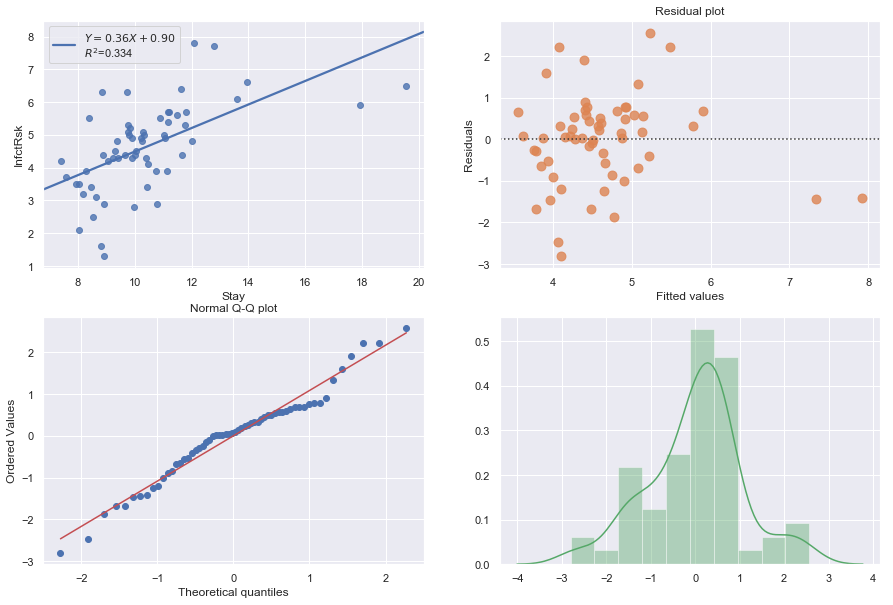 Y = 0.36X + 0.90
R²=0.334
8
7
6
5
4
3
2
1
InfctRsk
8 10 12 14 16 18 20
Stay
Residual plot
2
1
0
−1
−2
−3
Residuals
4 5 6 7 8
Fitted values
Normal Q-Q plot
2
1
0
−1
−2
−3
Ordered Values
−2 −1 0 1 2
Theoretical quantiles
0.5
0.4
0.3
0.2
0.1
0.0
−4 −3 −2 −1 0 1 2 3 4